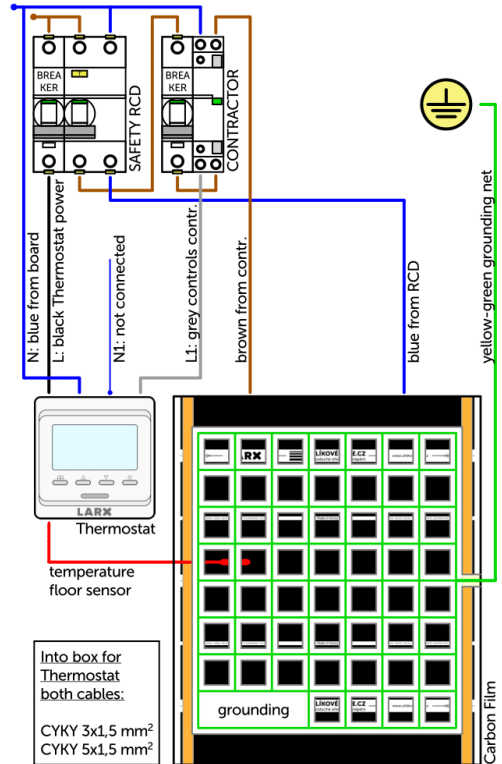 BREA
KER
SAFETY RCD
BREA
KER
CONTRACTOR
N: blue from board
L: black Thermostat power
N1: not connected
L1: grey controls contr.
brown from contr.
blue from RCD
yellow-green grounding net
LARX
Thermostat
temperature
floor sensor
Into box for
Thermostat
both cables:
CYKY 3x1,5 mm²
CYKY 5x1,5 mm²
ARX
LÍKOVÉ
E.CZ
grounding
LÍKOVÉ
E.CZ
Carbon Film